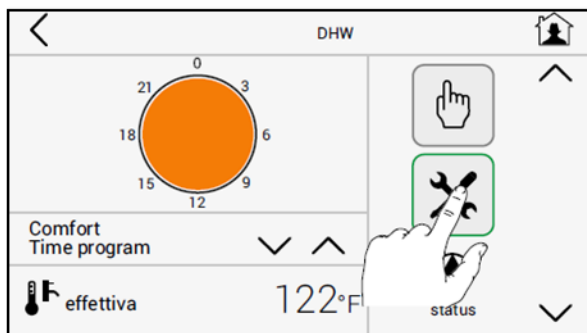 DHW
0
21
3
18
6
15
9
12
Comfort
Time program
effettiva
122°F
status